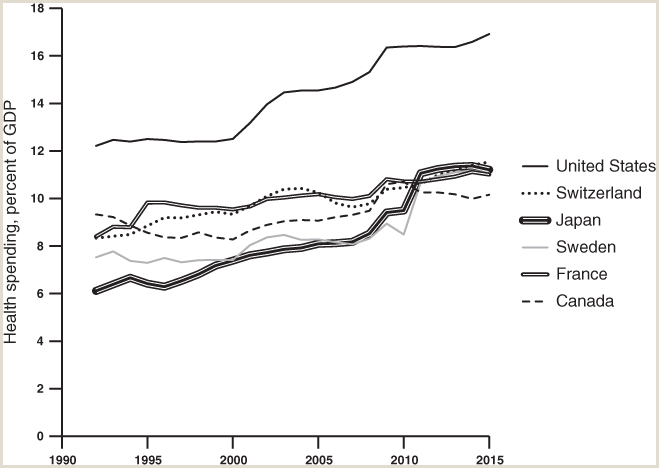 Health spending, percent of GDP
18
16
14
12
10
8
6
4
2
0
1990 1995 2000 2005 2010 2015
United States
Switzerland
Japan
Sweden
France
Canada